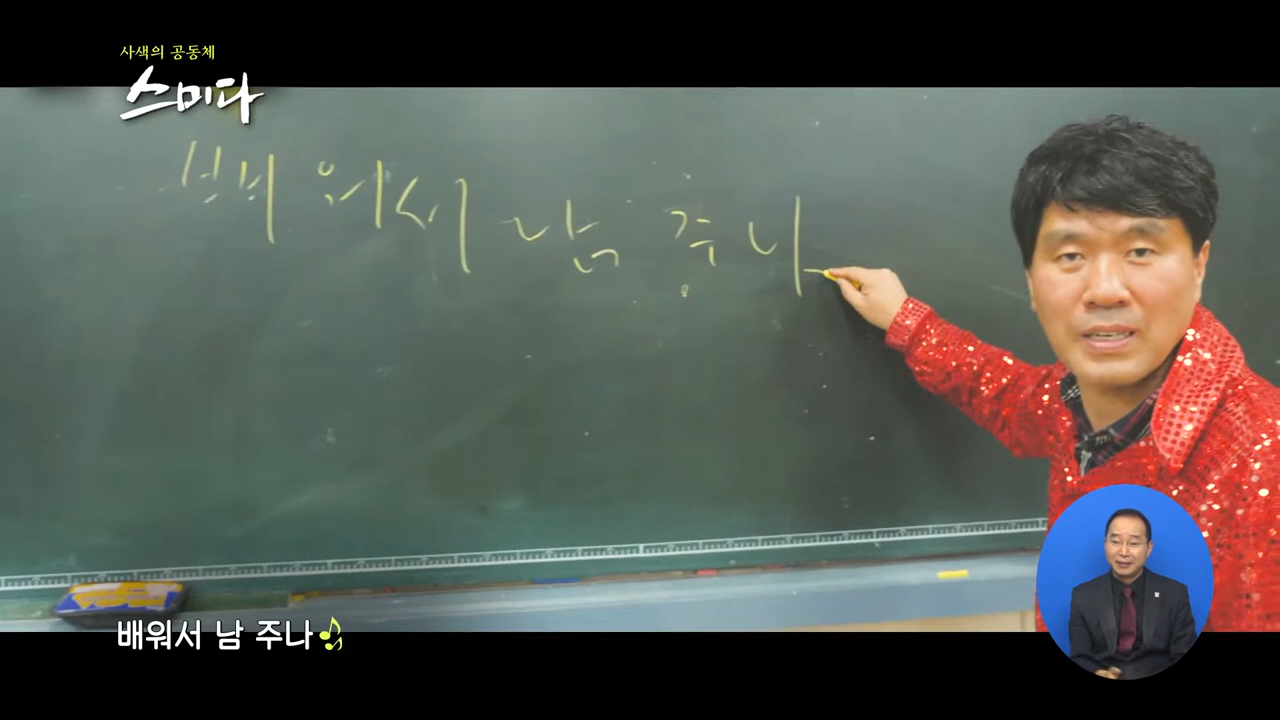 사색의 공동체
스미다
배워서 남 주나
배워서 남 주나